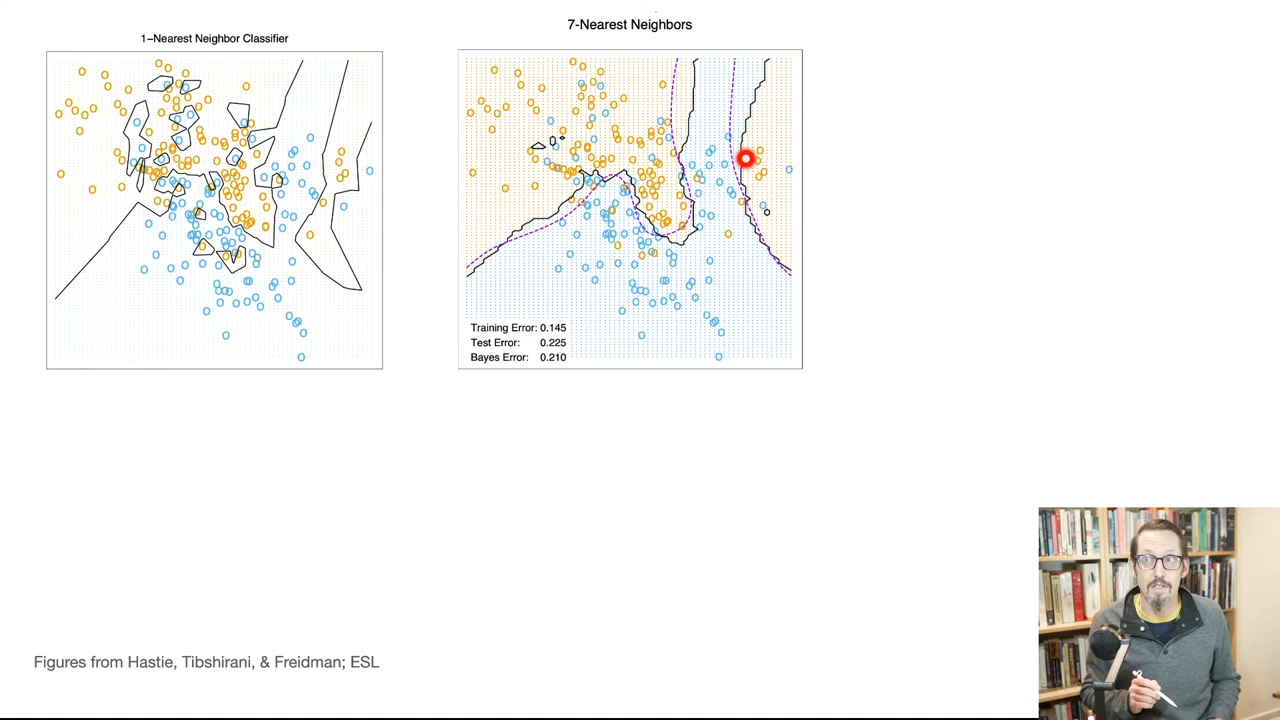 1-Nearest Neighbor Classifier
7-Nearest Neighbors
Training Error: 0.145
Test Error: 0.225
Bayes Error: 0.210
Figures from Hastie, Tibshirani, & Freidman; ESL